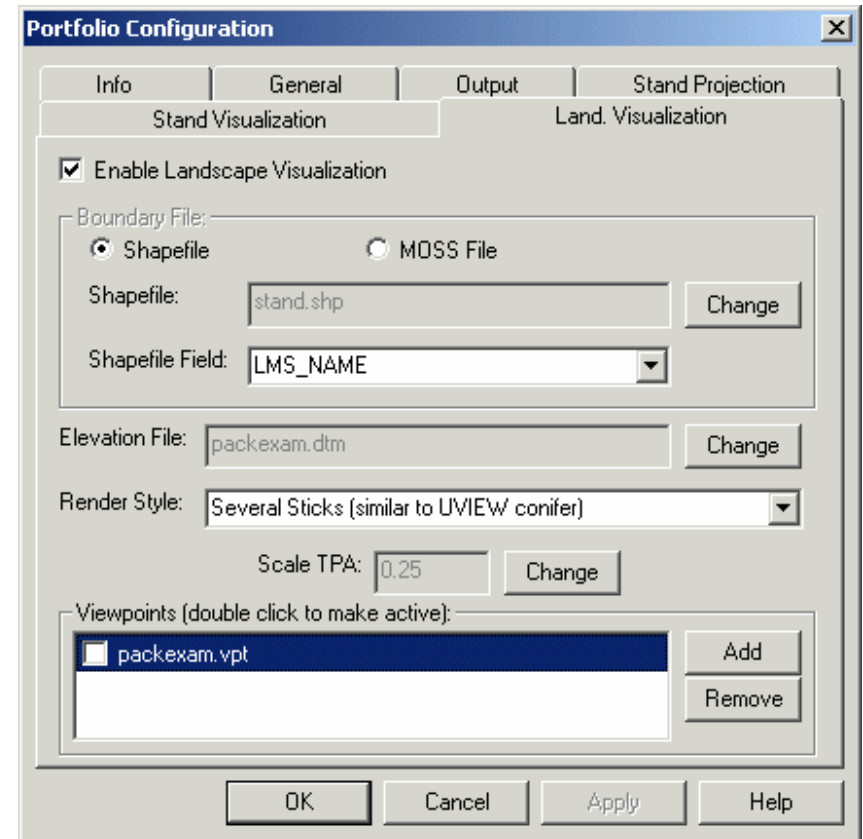 Portfolio Configuration
Info General Output Stand Projection
Stand Visualization Land. Visualization
Enable Landscape Visualization
Boundary File:
Shapefile MOSS File
Shapefile: stand.shp Change
Shapefile Field: LMS_NAME
Elevation File: packexam.dtm Change
Render Style: Several Sticks (similar to UVIEW conifer)
Scale TPA: 0.25 Change
Viewpoints (double click to make active):
packexam.vpt Add
Remove
OK Cancel Apply Help